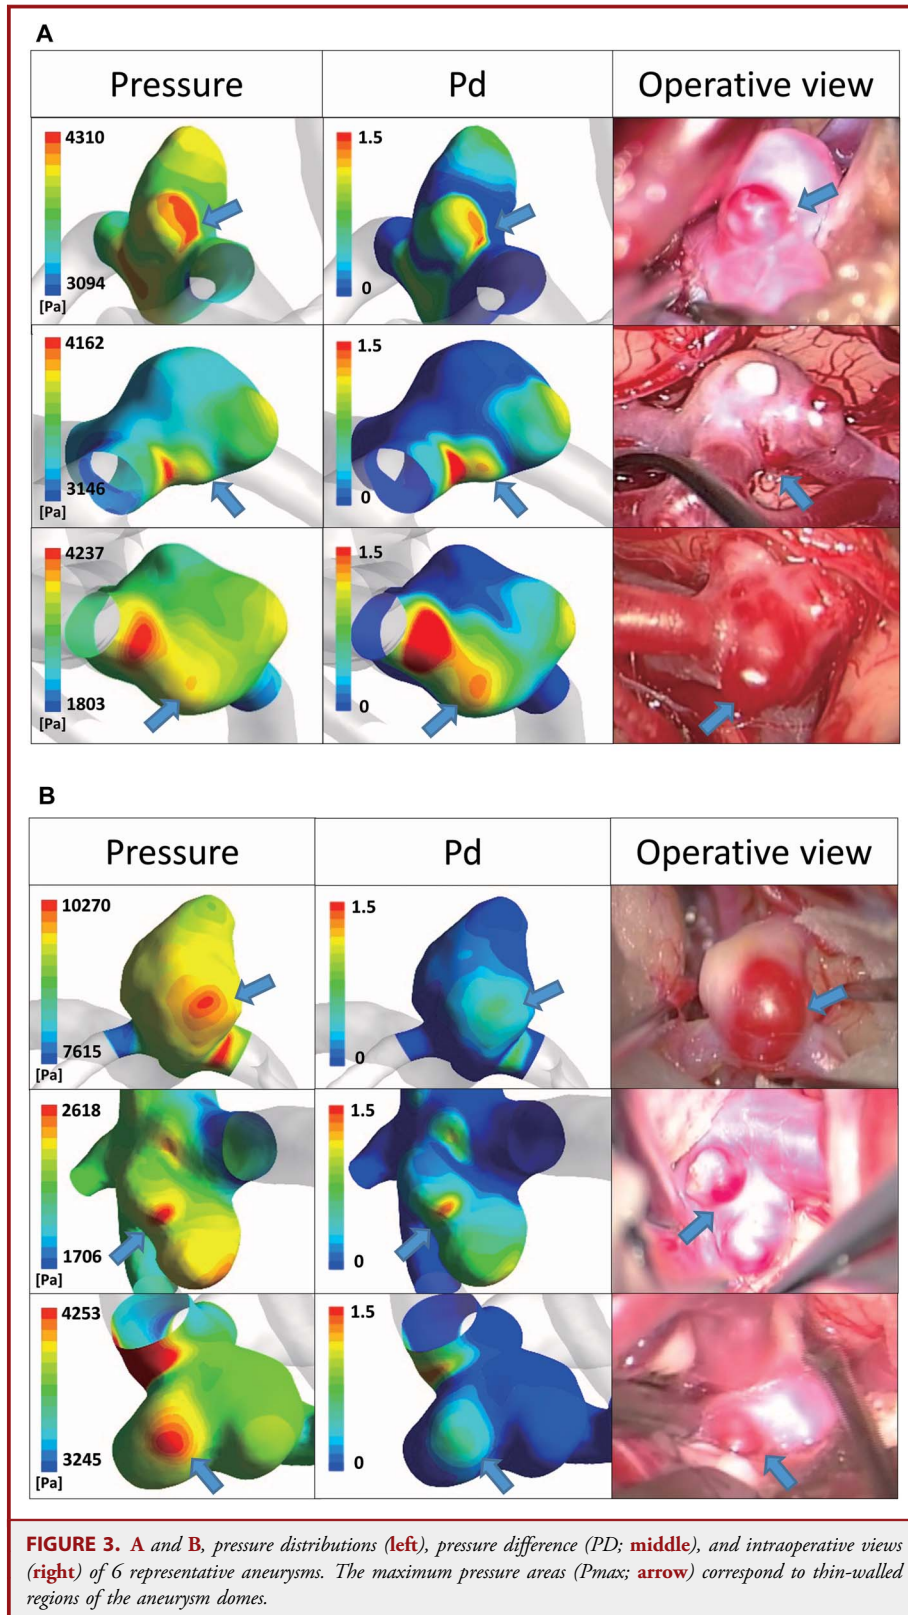 A
Pressure Pd Operative view
4310 1.5
3094 0
[Pa]
4162 1.5
3146 0
[Pa]
4237 1.5
1803 0
[Pa]
B
Pressure Pd Operative view
10270 1.5
7615 0
[Pa]
2618 1.5
1706 0
[Pa]
4253 1.5
3245 0
[Pa]
FIGURE 3. A and B, pressure distributions (left), pressure difference (PD; middle), and intraoperative views
(right) of 6 representative aneurysms. The maximum pressure areas (Pmax; arrow) correspond to thin-walled
regions of the aneurysm domes.